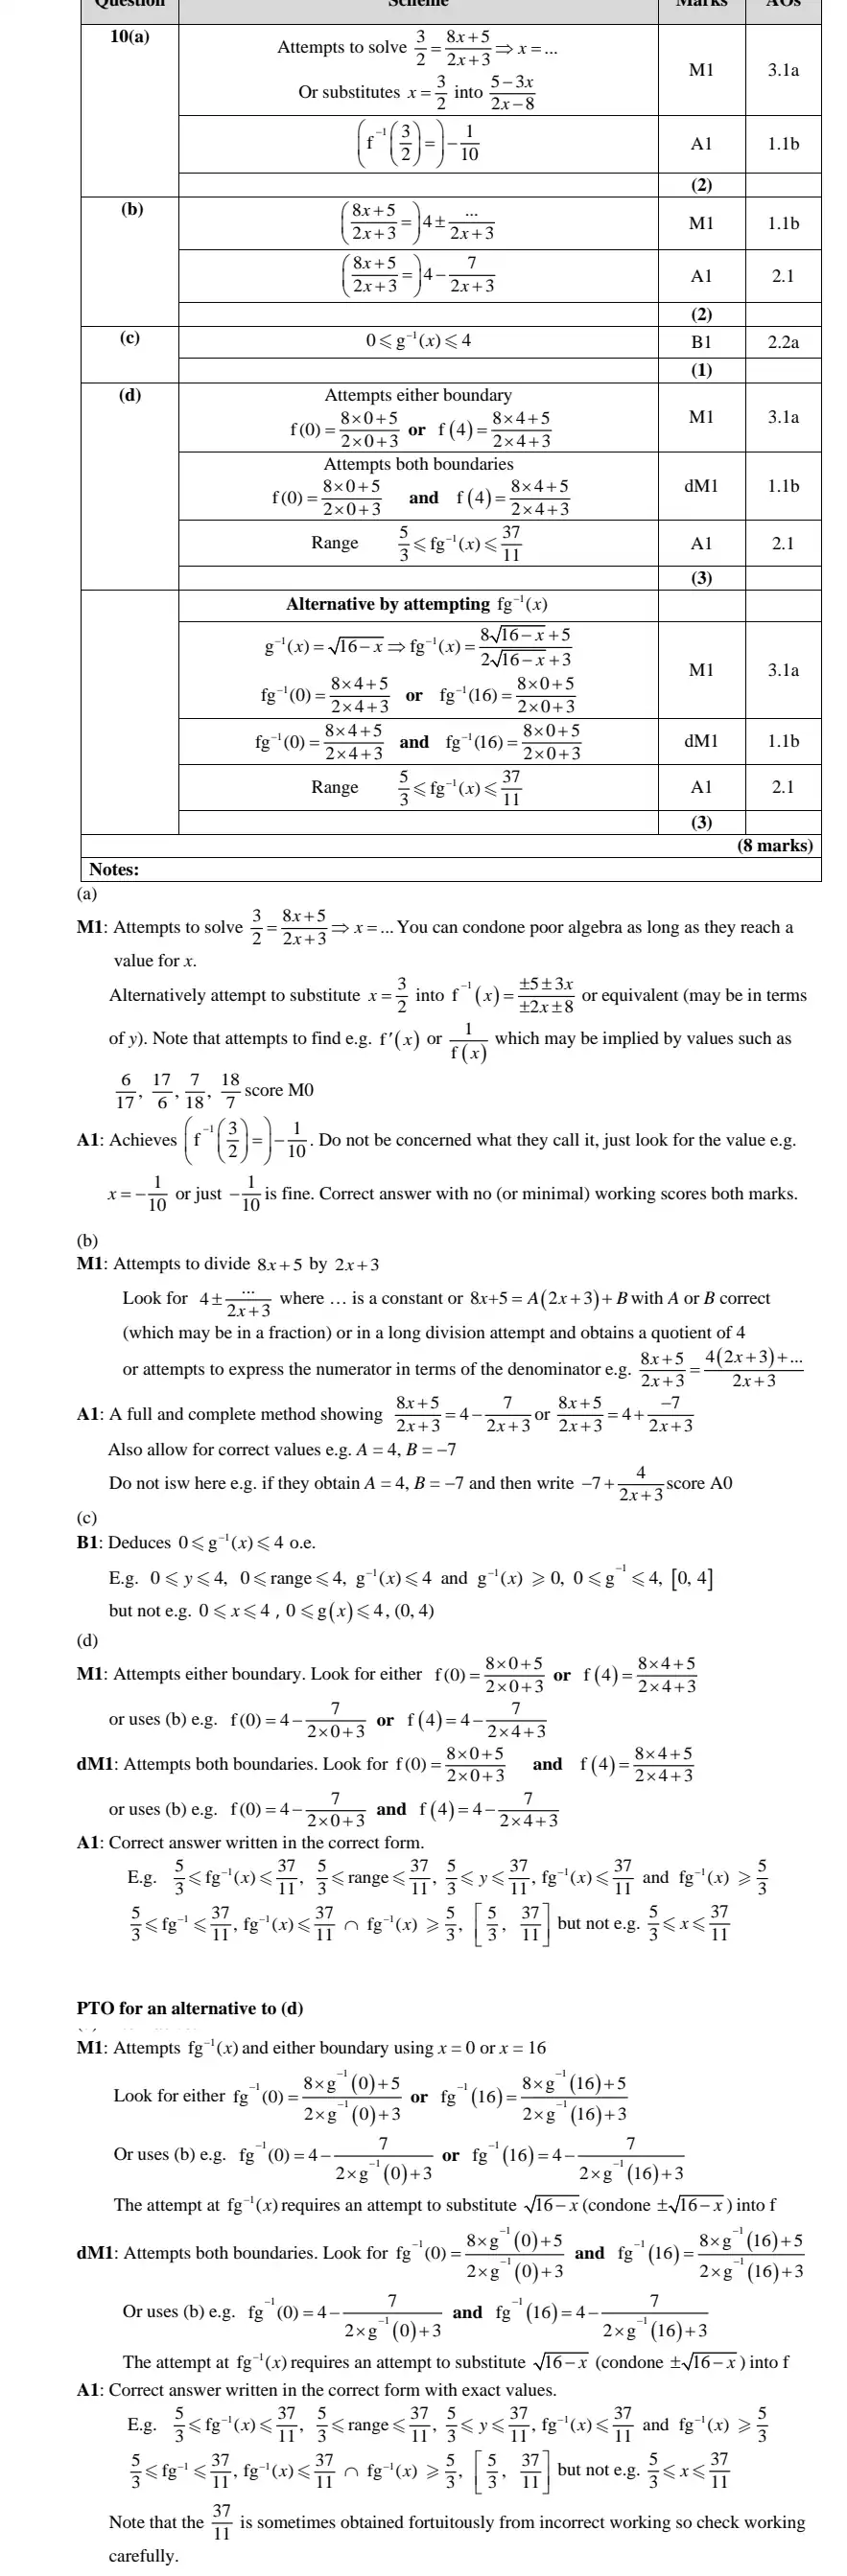 Question Scheme Marks AOs
10(a) Attempts to solve 3/2 = (8x+5)/(2x+3) ⇒ x = ...
Or substitutes x = 3/2 into (5−3x)/(2x−8) M1 3.1a
(f⁻¹(3/2) =) −1/10 A1 1.1b
(2)
(b) ((8x+5)/(2x+3) =) 4 ± .../(2x+3) M1 1.1b
((8x+5)/(2x+3) =) 4 − 7/(2x+3) A1 2.1
(2)
(c) 0 ⩽ g⁻¹(x) ⩽ 4 B1 2.2a
(1)
(d) Attempts either boundary
f(0) = (8×0+5)/(2×0+3) or f(4) = (8×4+5)/(2×4+3) M1 3.1a
Attempts both boundaries
f(0) = (8×0+5)/(2×0+3) and f(4) = (8×4+5)/(2×4+3) dM1 1.1b
Range 5/3 ⩽ fg⁻¹(x) ⩽ 37/11 A1 2.1
(3)
Alternative by attempting fg⁻¹(x)
g⁻¹(x) = √(16−x) ⇒ fg⁻¹(x) = (8√(16−x)+5)/(2√(16−x)+3)
fg⁻¹(0) = (8×4+5)/(2×4+3) or fg⁻¹(16) = (8×0+5)/(2×0+3) M1 3.1a
fg⁻¹(0) = (8×4+5)/(2×4+3) and fg⁻¹(16) = (8×0+5)/(2×0+3) dM1 1.1b
Range 5/3 ⩽ fg⁻¹(x) ⩽ 37/11 A1 2.1
(3)
(8 marks)
Notes:
(a)
M1: Attempts to solve 3/2 = (8x+5)/(2x+3) ⇒ x = ... You can condone poor algebra as long as they reach a
value for x.
Alternatively attempt to substitute x = 3/2 into f⁻¹(x) = (±5±3x)/(±2x±8) or equivalent (may be in terms
of y). Note that attempts to find e.g. f′(x) or 1/f(x) which may be implied by values such as
6/17, 17/6, 7/18, 18/7 score M0
A1: Achieves (f⁻¹(3/2) =) −1/10. Do not be concerned what they call it, just look for the value e.g.
x = −1/10 or just −1/10 is fine. Correct answer with no (or minimal) working scores both marks.
(b)
M1: Attempts to divide 8x+5 by 2x+3
Look for 4 ± .../(2x+3) where … is a constant or 8x+5 = A(2x+3)+B with A or B correct
(which may be in a fraction) or in a long division attempt and obtains a quotient of 4
or attempts to express the numerator in terms of the denominator e.g. (8x+5)/(2x+3) = (4(2x+3)+...)/(2x+3)
A1: A full and complete method showing (8x+5)/(2x+3) = 4 − 7/(2x+3) or (8x+5)/(2x+3) = 4 + −7/(2x+3)
Also allow for correct values e.g. A = 4, B = −7
Do not isw here e.g. if they obtain A = 4, B = −7 and then write −7 + 4/(2x+3) score A0
(c)
B1: Deduces 0 ⩽ g⁻¹(x) ⩽ 4 o.e.
E.g. 0 ⩽ y ⩽ 4, 0 ⩽ range ⩽ 4, g⁻¹(x) ⩽ 4 and g⁻¹(x) ⩾ 0, 0 ⩽ g⁻¹ ⩽ 4, [0, 4]
but not e.g. 0 ⩽ x ⩽ 4, 0 ⩽ g(x) ⩽ 4, (0, 4)
(d)
M1: Attempts either boundary. Look for either f(0) = (8×0+5)/(2×0+3) or f(4) = (8×4+5)/(2×4+3)
or uses (b) e.g. f(0) = 4 − 7/(2×0+3) or f(4) = 4 − 7/(2×4+3)
dM1: Attempts both boundaries. Look for f(0) = (8×0+5)/(2×0+3) and f(4) = (8×4+5)/(2×4+3)
or uses (b) e.g. f(0) = 4 − 7/(2×0+3) and f(4) = 4 − 7/(2×4+3)
A1: Correct answer written in the correct form.
E.g. 5/3 ⩽ fg⁻¹(x) ⩽ 37/11, 5/3 ⩽ range ⩽ 37/11, 5/3 ⩽ y ⩽ 37/11, fg⁻¹(x) ⩽ 37/11 and fg⁻¹(x) ⩾ 5/3
5/3 ⩽ fg⁻¹ ⩽ 37/11, fg⁻¹(x) ⩽ 37/11 ∩ fg⁻¹(x) ⩾ 5/3, [5/3, 37/11] but not e.g. 5/3 ⩽ x ⩽ 37/11
PTO for an alternative to (d)
M1: Attempts fg⁻¹(x) and either boundary using x = 0 or x = 16
Look for either fg⁻¹(0) = (8×g⁻¹(0)+5)/(2×g⁻¹(0)+3) or fg⁻¹(16) = (8×g⁻¹(16)+5)/(2×g⁻¹(16)+3)
Or uses (b) e.g. fg⁻¹(0) = 4 − 7/(2×g⁻¹(0)+3) or fg⁻¹(16) = 4 − 7/(2×g⁻¹(16)+3)
The attempt at fg⁻¹(x) requires an attempt to substitute √(16−x) (condone ±√(16−x)) into f
dM1: Attempts both boundaries. Look for fg⁻¹(0) = (8×g⁻¹(0)+5)/(2×g⁻¹(0)+3) and fg⁻¹(16) = (8×g⁻¹(16)+5)/(2×g⁻¹(16)+3)
Or uses (b) e.g. fg⁻¹(0) = 4 − 7/(2×g⁻¹(0)+3) and fg⁻¹(16) = 4 − 7/(2×g⁻¹(16)+3)
The attempt at fg⁻¹(x) requires an attempt to substitute √(16−x) (condone ±√(16−x)) into f
A1: Correct answer written in the correct form with exact values.
E.g. 5/3 ⩽ fg⁻¹(x) ⩽ 37/11, 5/3 ⩽ range ⩽ 37/11, 5/3 ⩽ y ⩽ 37/11, fg⁻¹(x) ⩽ 37/11 and fg⁻¹(x) ⩾ 5/3
5/3 ⩽ fg⁻¹ ⩽ 37/11, fg⁻¹(x) ⩽ 37/11 ∩ fg⁻¹(x) ⩾ 5/3, [5/3, 37/11] but not e.g. 5/3 ⩽ x ⩽ 37/11
Note that the 37/11 is sometimes obtained fortuitously from incorrect working so check working
carefully.